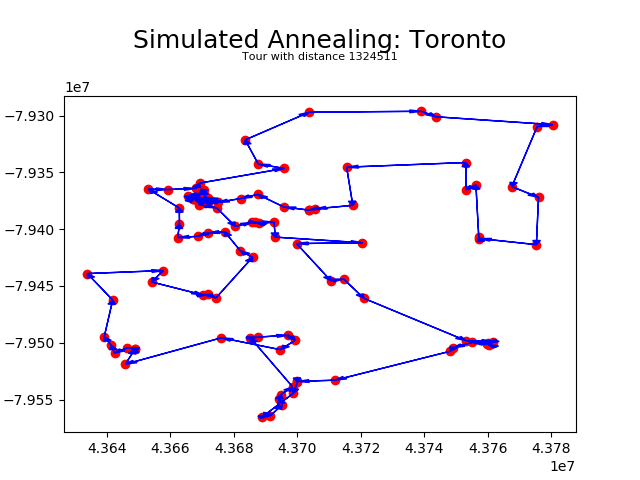 Simulated Annealing: Toronto
Tour with distance 1324511
1e7
−7.930
−7.935
−7.940
−7.945
−7.950
−7.955
4.364 4.366 4.368 4.370 4.372 4.374 4.376 4.378
1e7